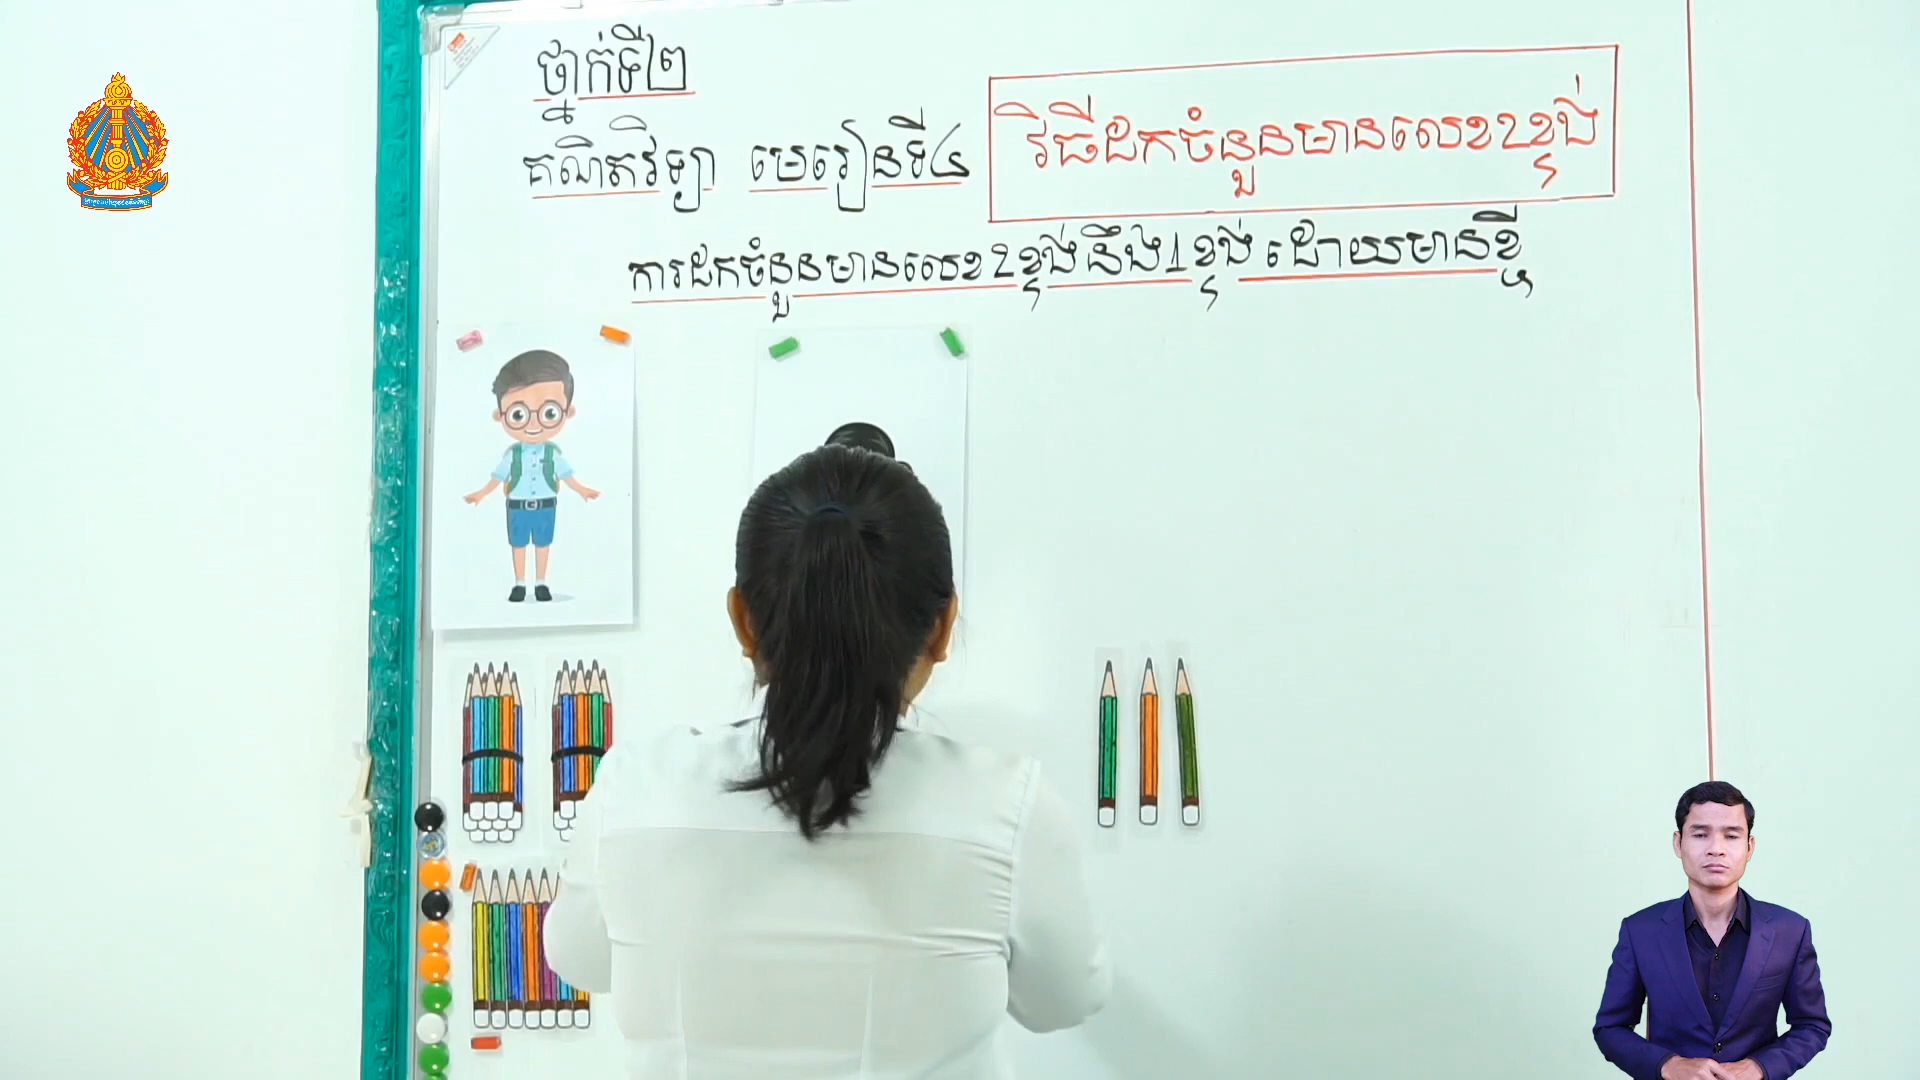 ថ្នាក់ទី២
គណិតវិទ្យា មេរៀនទី៤
វិធីដកចំនួនមានលេខ2ខ្ទង់
ការដកចំនួនមានលេខ2ខ្ទង់នឹង1ខ្ទង់ ដោយមានខ្ចី